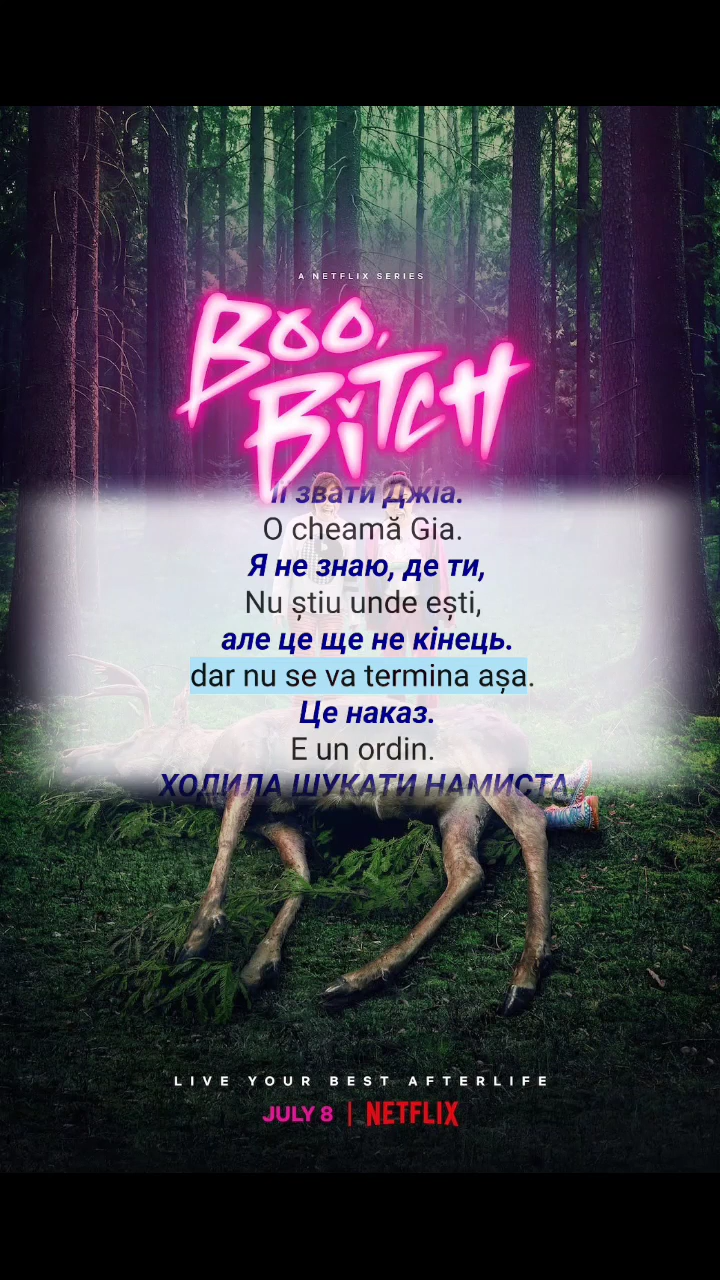 A NETFLIX SERIES
BOO,
BITCH
Її звати Джіа.
O cheamă Gia.
Я не знаю, де ти,
Nu știu unde ești,
але це ще не кінець.
dar nu se va termina așa.
Це наказ.
E un ordin.
ХОДИЛА ШУКАТИ НАМИСТА
LIVE YOUR BEST AFTERLIFE
JULY 8 | NETFLIX